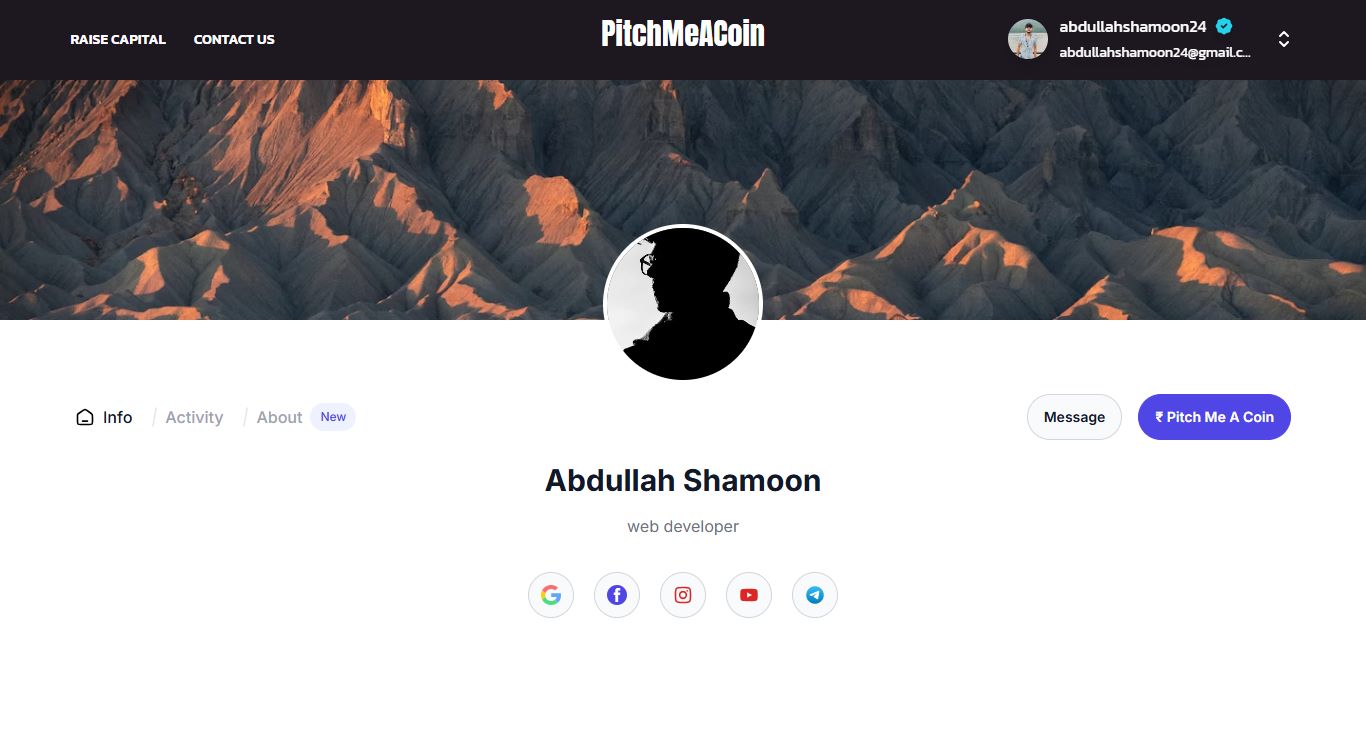 RAISE CAPITAL
CONTACT US
PitchMeACoin
abdullahshamoon24
abdullahshamoon24@gmail.c...
Info / Activity / About New
Message
₹ Pitch Me A Coin
Abdullah Shamoon
web developer